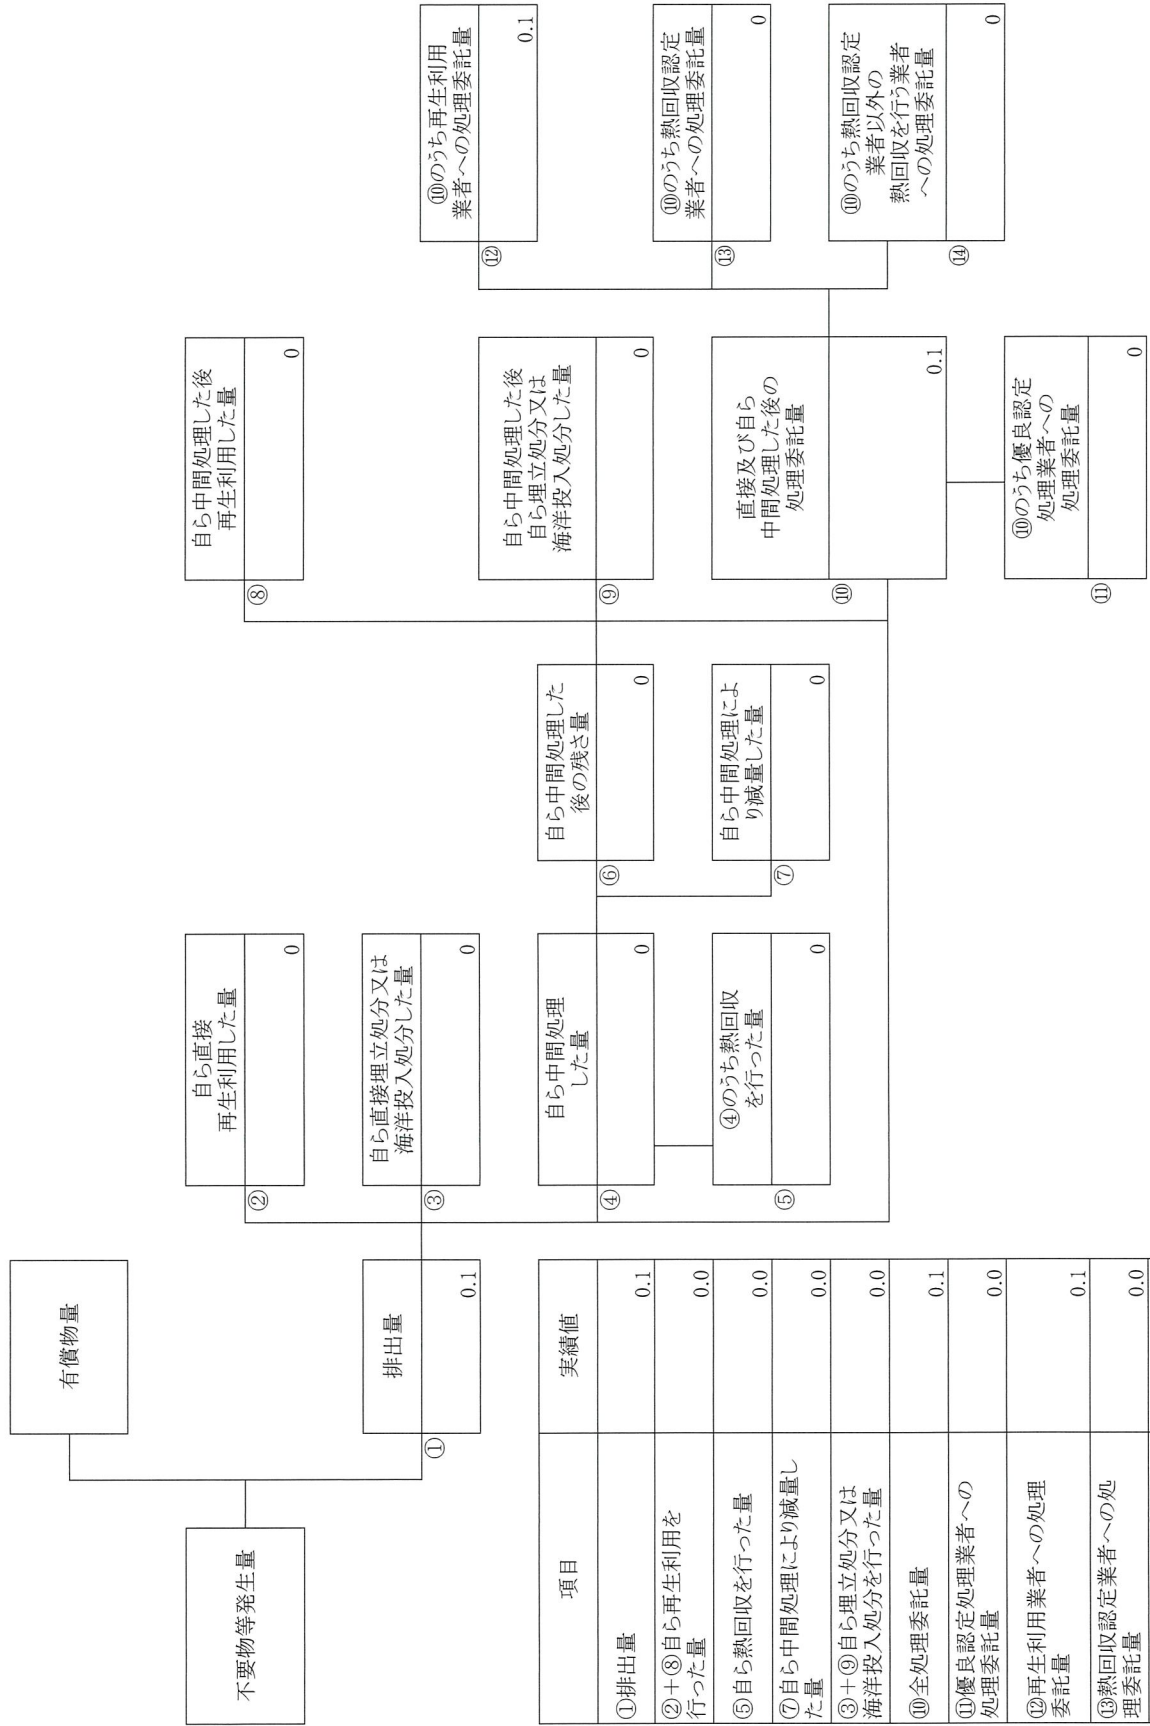 不要物等発生量
有償物量
①
排出量
0.1
②
自ら直接
再生利用した量
0
③
自ら直接埋立処分又は
海洋投入処分した量
0
④
自ら中間処理
した量
0
⑤
④のうち熱回収
を行った量
0
⑥
自ら中間処理した
後の残さ量
0
⑦
自ら中間処理によ
り減量した量
0
⑧
自ら中間処理した後
再生利用した量
0
⑨
自ら中間処理した後
自ら埋立処分又は
海洋投入処分した量
0
⑩
直接及び自ら
中間処理した後の
処理委託量
0.1
⑪
⑩のうち優良認定
処理業者への
処理委託量
0
⑫
⑩のうち再生利用
業者への処理委託量
0.1
⑬
⑩のうち熱回収認定
業者への処理委託量
0
⑭
⑩のうち熱回収認定
業者以外の
熱回収を行う業者
への処理委託量
0
項目
実績値
①排出量
0.1
②+⑧自ら再生利用を
行った量
0.0
⑤自ら熱回収を行った量
0.0
⑦自ら中間処理により減量し
た量
0.0
③+⑨自ら埋立処分又は
海洋投入処分を行った量
0.0
⑩全処理委託量
0.1
⑪優良認定処理業者への
処理委託量
0.0
⑫再生利用業者への処理
委託量
0.1
⑬熱回収認定業者への処
理委託量
0.0